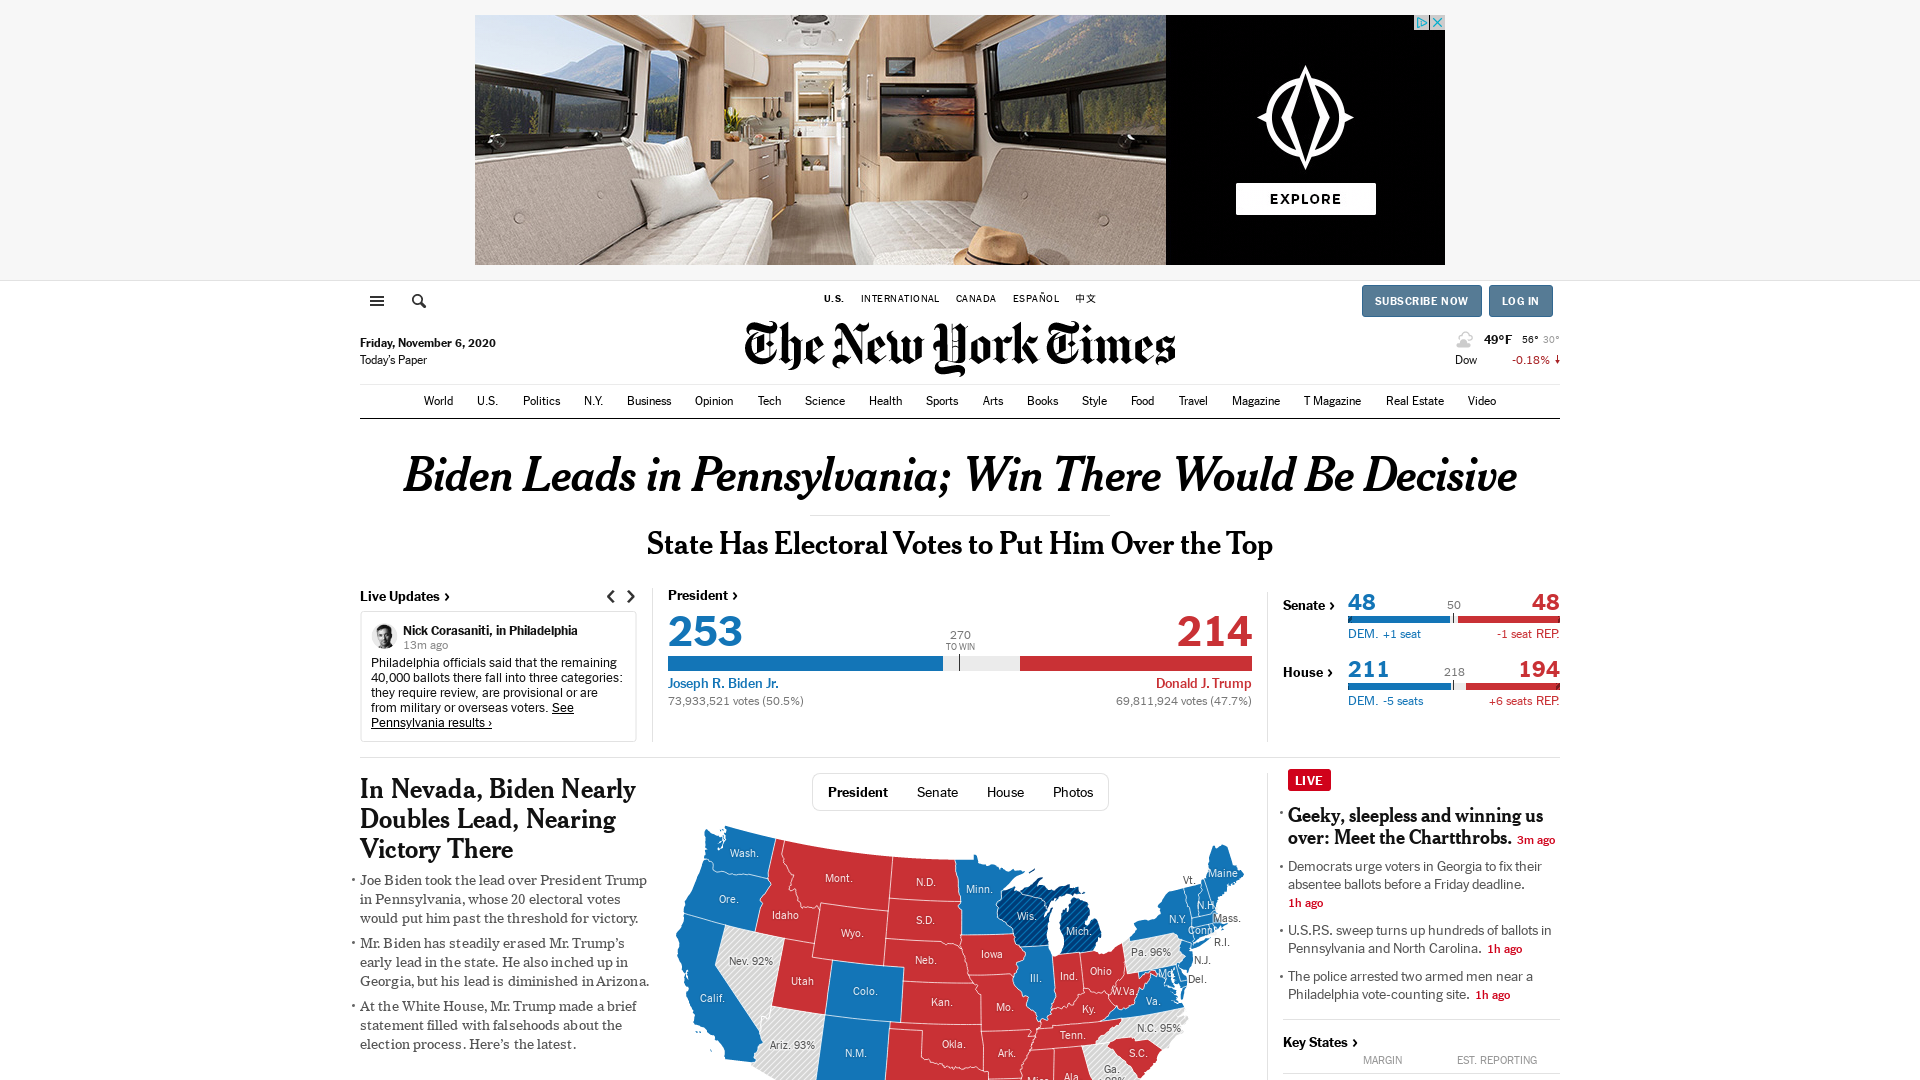 EXPLORE
U.S. INTERNATIONAL CANADA ESPAÑOL 中文
SUBSCRIBE NOW LOG IN
Friday, November 6, 2020
Today's Paper
The New York Times
49°F 56° 30°
Dow -0.18%
World U.S. Politics N.Y. Business Opinion Tech Science Health Sports Arts Books Style Food Travel Magazine T Magazine Real Estate Video
Biden Leads in Pennsylvania; Win There Would Be Decisive
State Has Electoral Votes to Put Him Over the Top
Live Updates ›
Nick Corasaniti, in Philadelphia
13m ago
Philadelphia officials said that the remaining
40,000 ballots there fall into three categories:
they require review, are provisional or are
from military or overseas voters. See
Pennsylvania results ›
President ›
253 214
270
TO WIN
Joseph R. Biden Jr. Donald J. Trump
73,933,521 votes (50.5%) 69,811,924 votes (47.7%)
Senate › 48 50 48
DEM. +1 seat -1 seat REP.
House › 211 218 194
DEM. -5 seats +6 seats REP.
In Nevada, Biden Nearly
Doubles Lead, Nearing
Victory There
• Joe Biden took the lead over President Trump
in Pennsylvania, whose 20 electoral votes
would put him past the threshold for victory.
• Mr. Biden has steadily erased Mr. Trump's
early lead in the state. He also inched up in
Georgia, but his lead is diminished in Arizona.
• At the White House, Mr. Trump made a brief
statement filled with falsehoods about the
election process. Here's the latest.
President Senate House Photos
Wash.
Mont.
N.D.
Minn.
Maine
Vt.
Ore.
Idaho
S.D.
Wis.
Mich.
N.Y.
N.H.
Mass.
Conn.
R.I.
Wyo.
Nev. 92%
Utah
Neb.
Iowa
Ill.
Ind.
Ohio
Pa. 96%
N.J.
Md.
Del.
Calif.
Colo.
Kan.
Mo.
Ky.
W.Va.
Va.
Ariz. 93%
N.M.
Okla.
Ark.
Tenn.
N.C. 95%
S.C.
Miss.
Ala.
Ga.
98%
LIVE
• Geeky, sleepless and winning us
over: Meet the Chartthrobs. 3m ago
• Democrats urge voters in Georgia to fix their
absentee ballots before a Friday deadline.
1h ago
• U.S.P.S. sweep turns up hundreds of ballots in
Pennsylvania and North Carolina. 1h ago
• The police arrested two armed men near a
Philadelphia vote-counting site. 1h ago
Key States ›
MARGIN EST. REPORTING